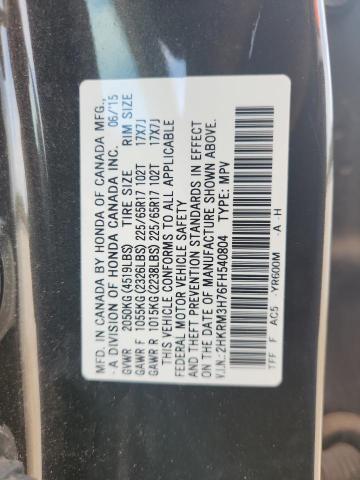 MFD. IN CANADA BY HONDA OF CANADA MFG.,
A DIVISION OF HONDA CANADA INC. 06/15
GVWR 2050KG(4519LBS) TIRE SIZE RIM SIZE
GAWR F 1055KG(2326LBS) 225/65R17 102T 17X7J
GAWR R 1015KG(2238LBS) 225/65R17 102T 17X7J
THIS VEHICLE CONFORMS TO ALL APPLICABLE
FEDERAL MOTOR VEHICLE SAFETY
AND THEFT PREVENTION STANDARDS IN EFFECT
ON THE DATE OF MANUFACTURE SHOWN ABOVE.
V.I.N.: 2HKRM3H76FH540804 TYPE: MPV
TFF F AC5 YR600M -A -H